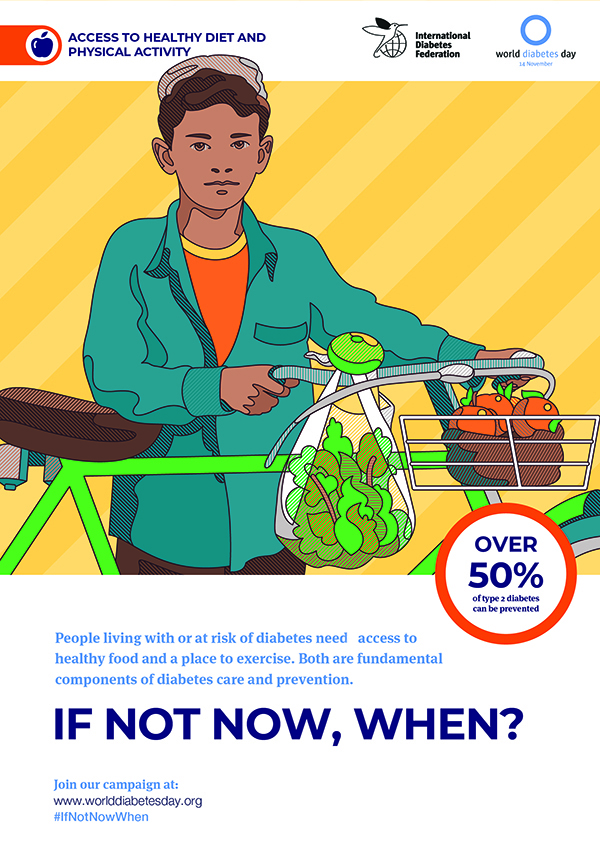 ACCESS TO HEALTHY DIET AND
PHYSICAL ACTIVITY
International
Diabetes
Federation
world diabetes day
14 November
OVER
50%
of type 2 diabetes
can be prevented
People living with or at risk of diabetes need access to
healthy food and a place to exercise. Both are fundamental
components of diabetes care and prevention.
IF NOT NOW, WHEN?
Join our campaign at:
www.worlddiabetesday.org
#IfNotNowWhen